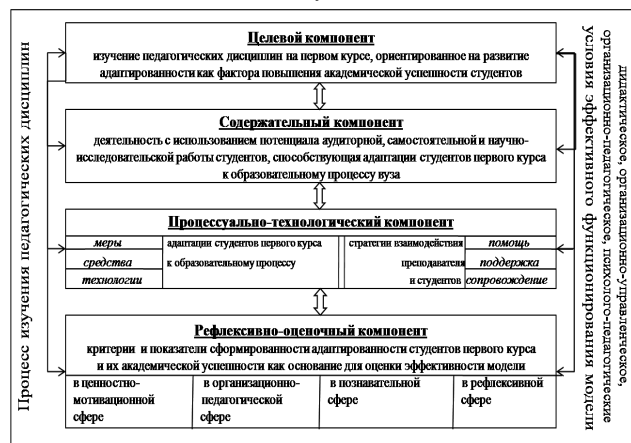 Процесс изучения педагогических дисциплин
Целевой компонент
изучение педагогических дисциплин на первом курсе, ориентированное на развитие
адаптированности как фактора повышения академической успешности студентов
Содержательный компонент
деятельность с использованием потенциала аудиторной, самостоятельной и научно-
исследовательской работы студентов, способствующая адаптации студентов первого курса
к образовательному процессу вуза
Процессуально-технологический компонент
меры
средства
технологии
адаптации студентов первого курса
к образовательному процессу
стратегии взаимодействия
преподавателя
и студентов
помощь
поддержка
сопровождение
Рефлексивно-оценочный компонент
критерии и показатели сформированности адаптированности студентов первого курса
и их академической успешности как основание для оценки эффективности модели
в ценностно-
мотивационной
сфере
в организационно-
педагогической
сфере
в познавательной
сфере
в рефлексивной сфере
дидактическое, организационно-управленческое,
организационно-педагогическое, психолого-педагогические
условия эффективного функционирования модели